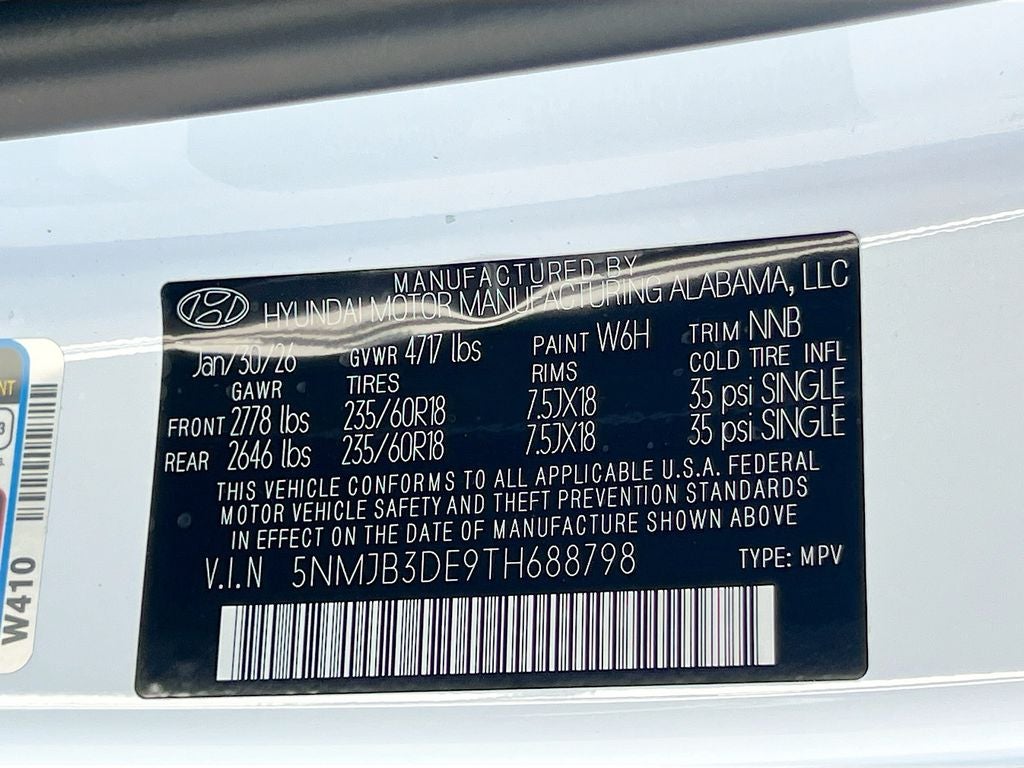 MANUFACTURED BY
HYUNDAI MOTOR MANUFACTURING ALABAMA, LLC
Jan/30/26 GVWR 4717 lbs PAINT W6H TRIM NNB
GAWR TIRES RIMS COLD TIRE INFL
FRONT 2778 lbs 235/60R18 7.5JX18 35 psi SINGLE
REAR 2646 lbs 235/60R18 7.5JX18 35 psi SINGLE
THIS VEHICLE CONFORMS TO ALL APPLICABLE U.S.A. FEDERAL
MOTOR VEHICLE SAFETY AND THEFT PREVENTION STANDARDS
IN EFFECT ON THE DATE OF MANUFACTURE SHOWN ABOVE
V.I.N 5NMJB3DE9TH688798 TYPE: MPV
W410